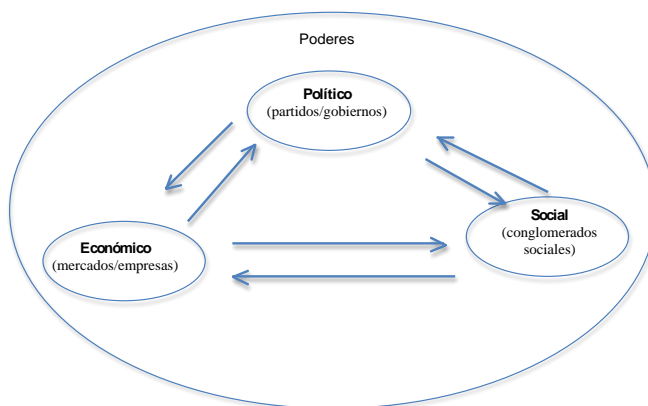 Poderes
Político
(partidos/gobiernos)
Social
(conglomerados
sociales)
Económico
(mercados/empresas)